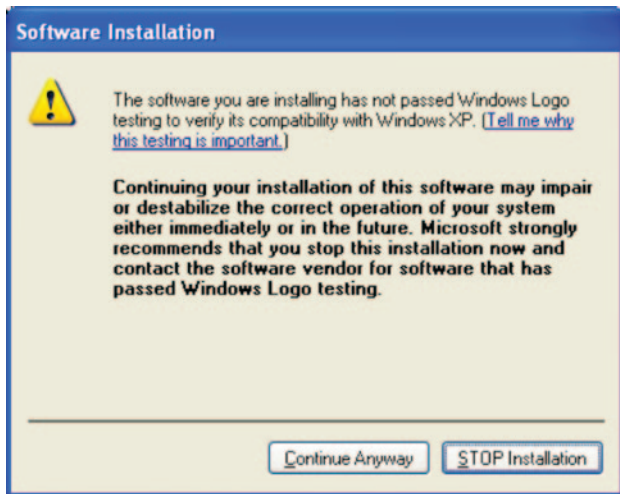 Software Installation
The software you are installing has not passed Windows Logo
testing to verify its compatibility with Windows XP. (Tell me why
this testing is important.)
Continuing your installation of this software may impair
or destabilize the correct operation of your system
either immediately or in the future. Microsoft strongly
recommends that you stop this installation now and
contact the software vendor for software that has
passed Windows Logo testing.
Continue Anyway
STOP Installation